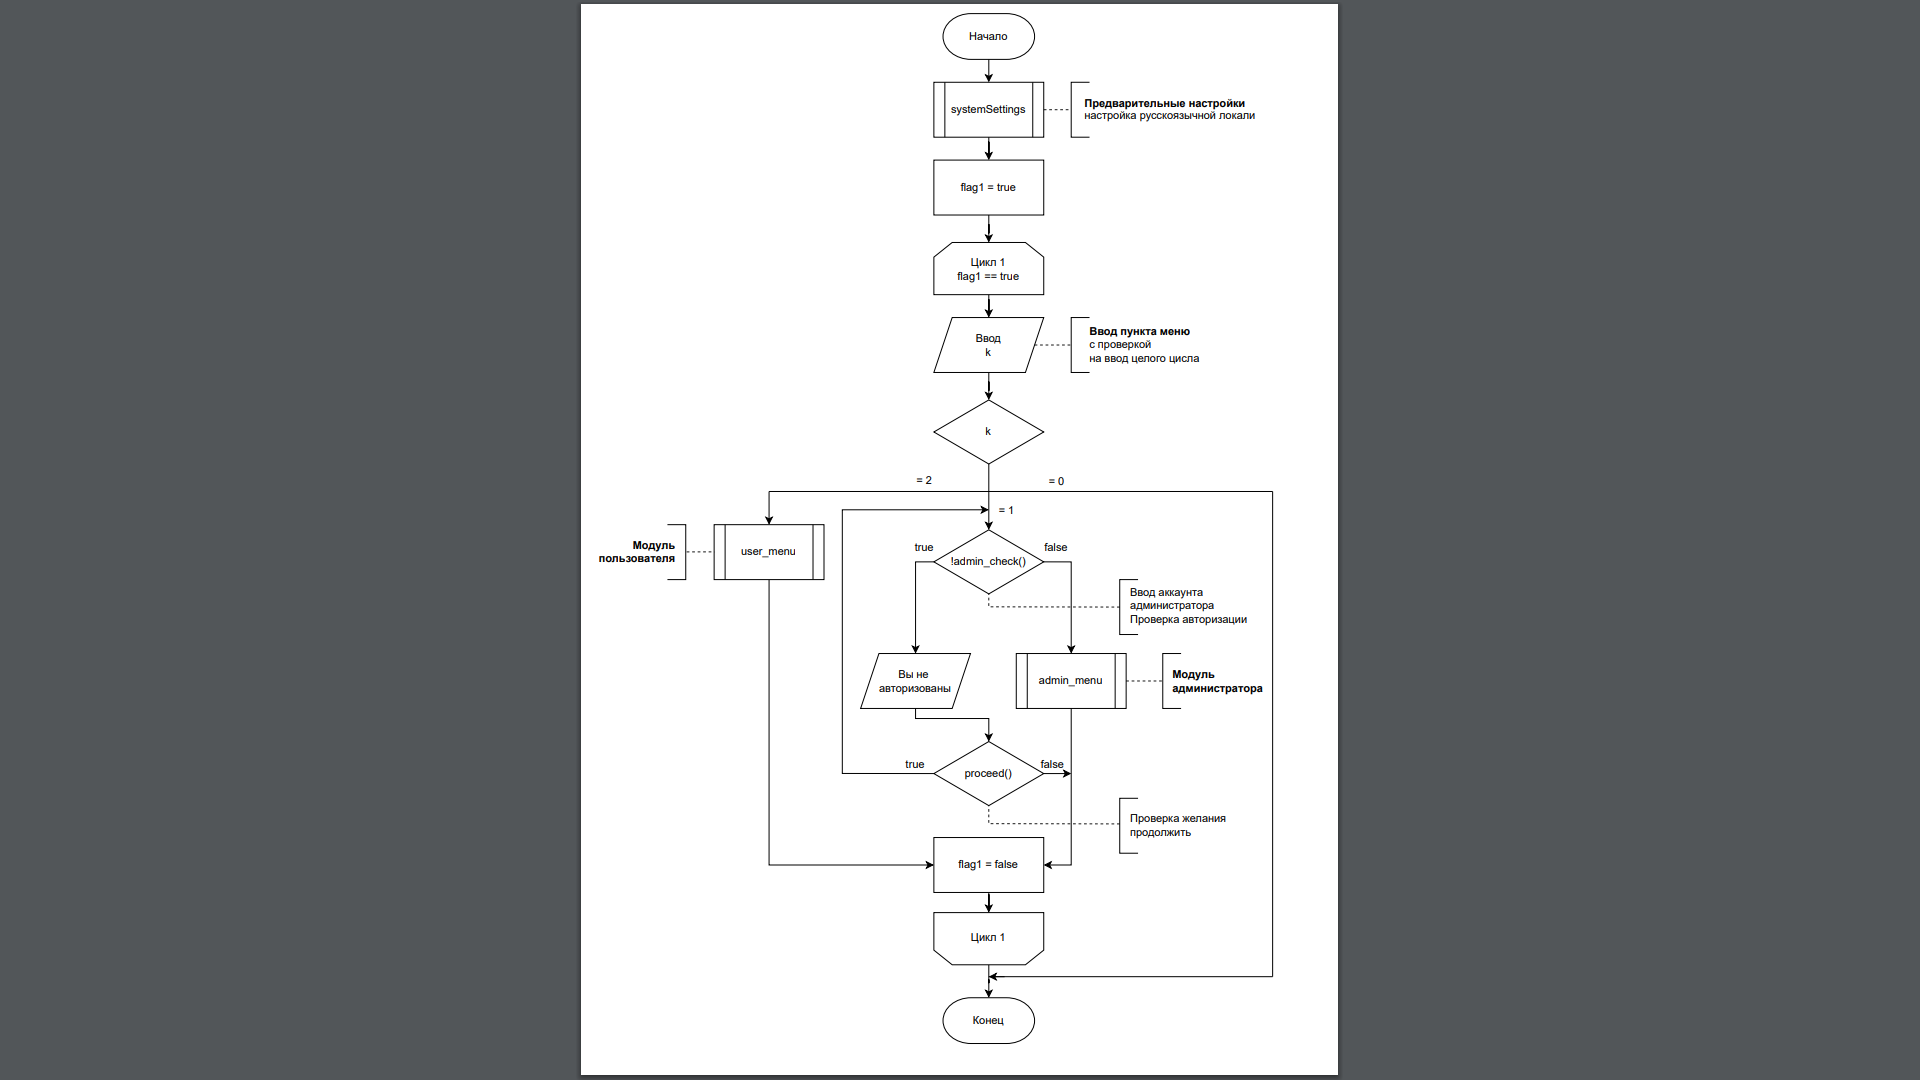 Начало
systemSettings
Предварительные настройки
настройка русскоязычной локали
flag1 = true
Цикл 1
flag1 == true
Ввод
k
Ввод пункта меню
с проверкой
на ввод целого цисла
k
= 2
= 0
= 1
Модуль
пользователя
user_menu
true
!admin_check()
false
Ввод аккаунта
администратора
Проверка авторизации
Вы не
авторизованы
admin_menu
Модуль
администратора
true
proceed()
false
Проверка желания
продолжить
flag1 = false
Цикл 1
Конец